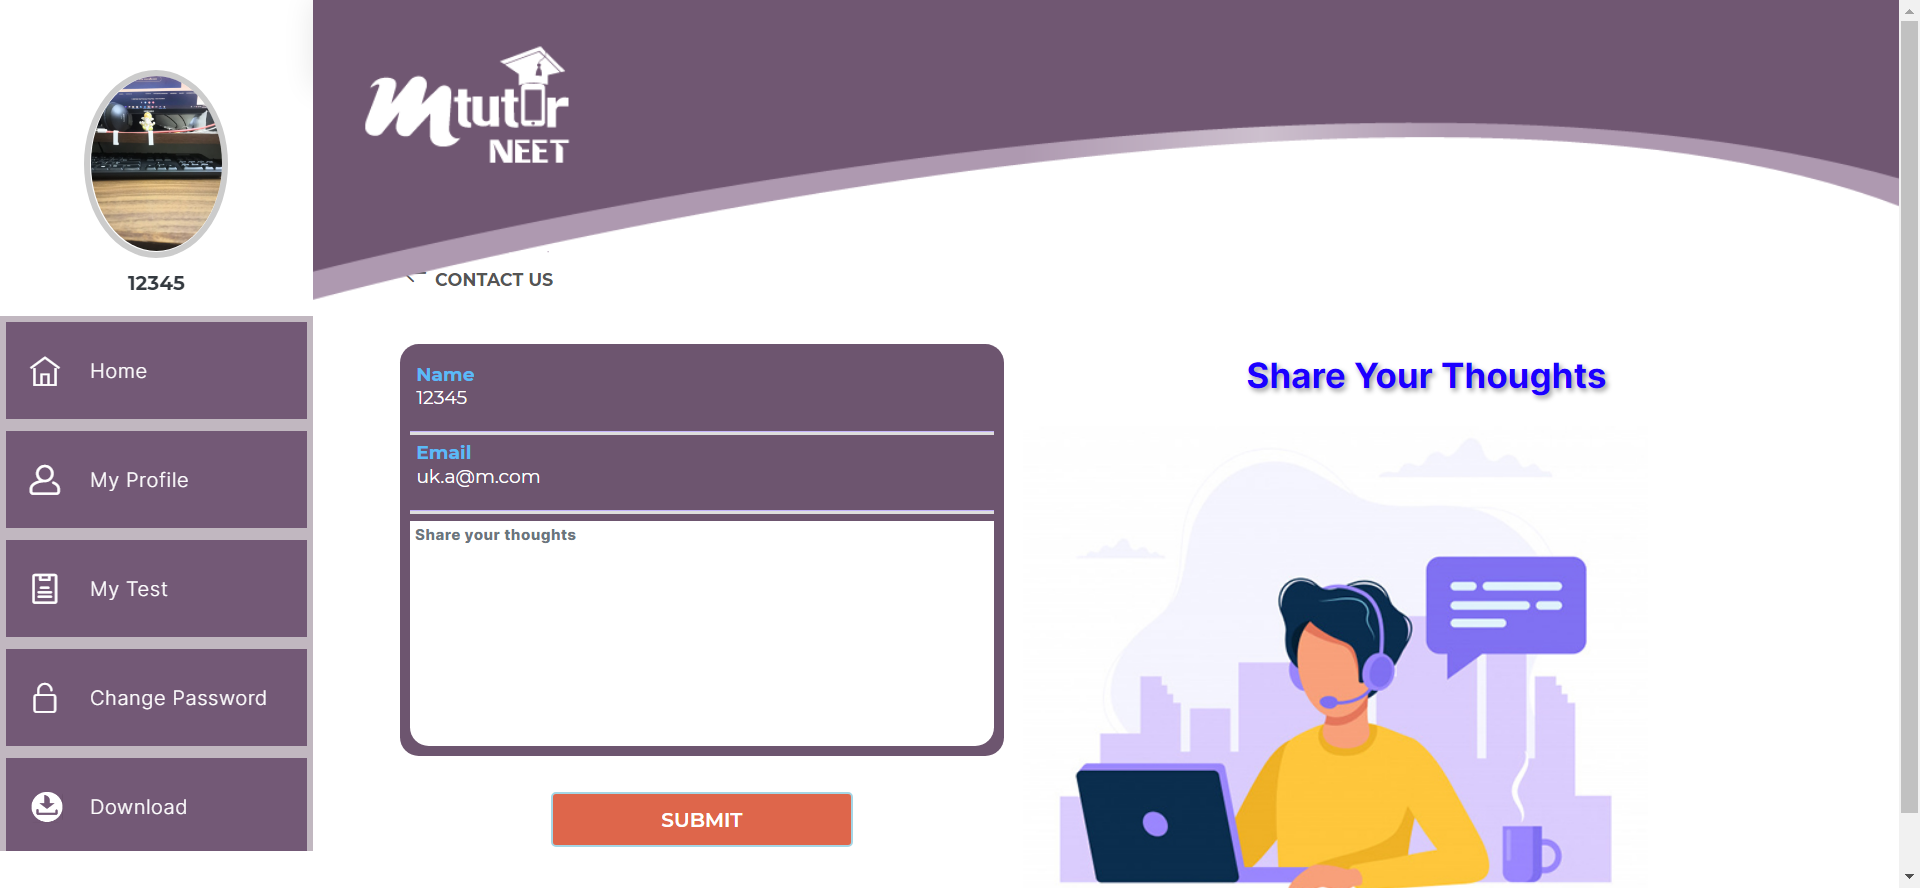 Mtutor
NEET
12345
CONTACT US
Home
My Profile
My Test
Change Password
Download
Name
12345
Email
uk.a@m.com
Share your thoughts
SUBMIT
Share Your Thoughts